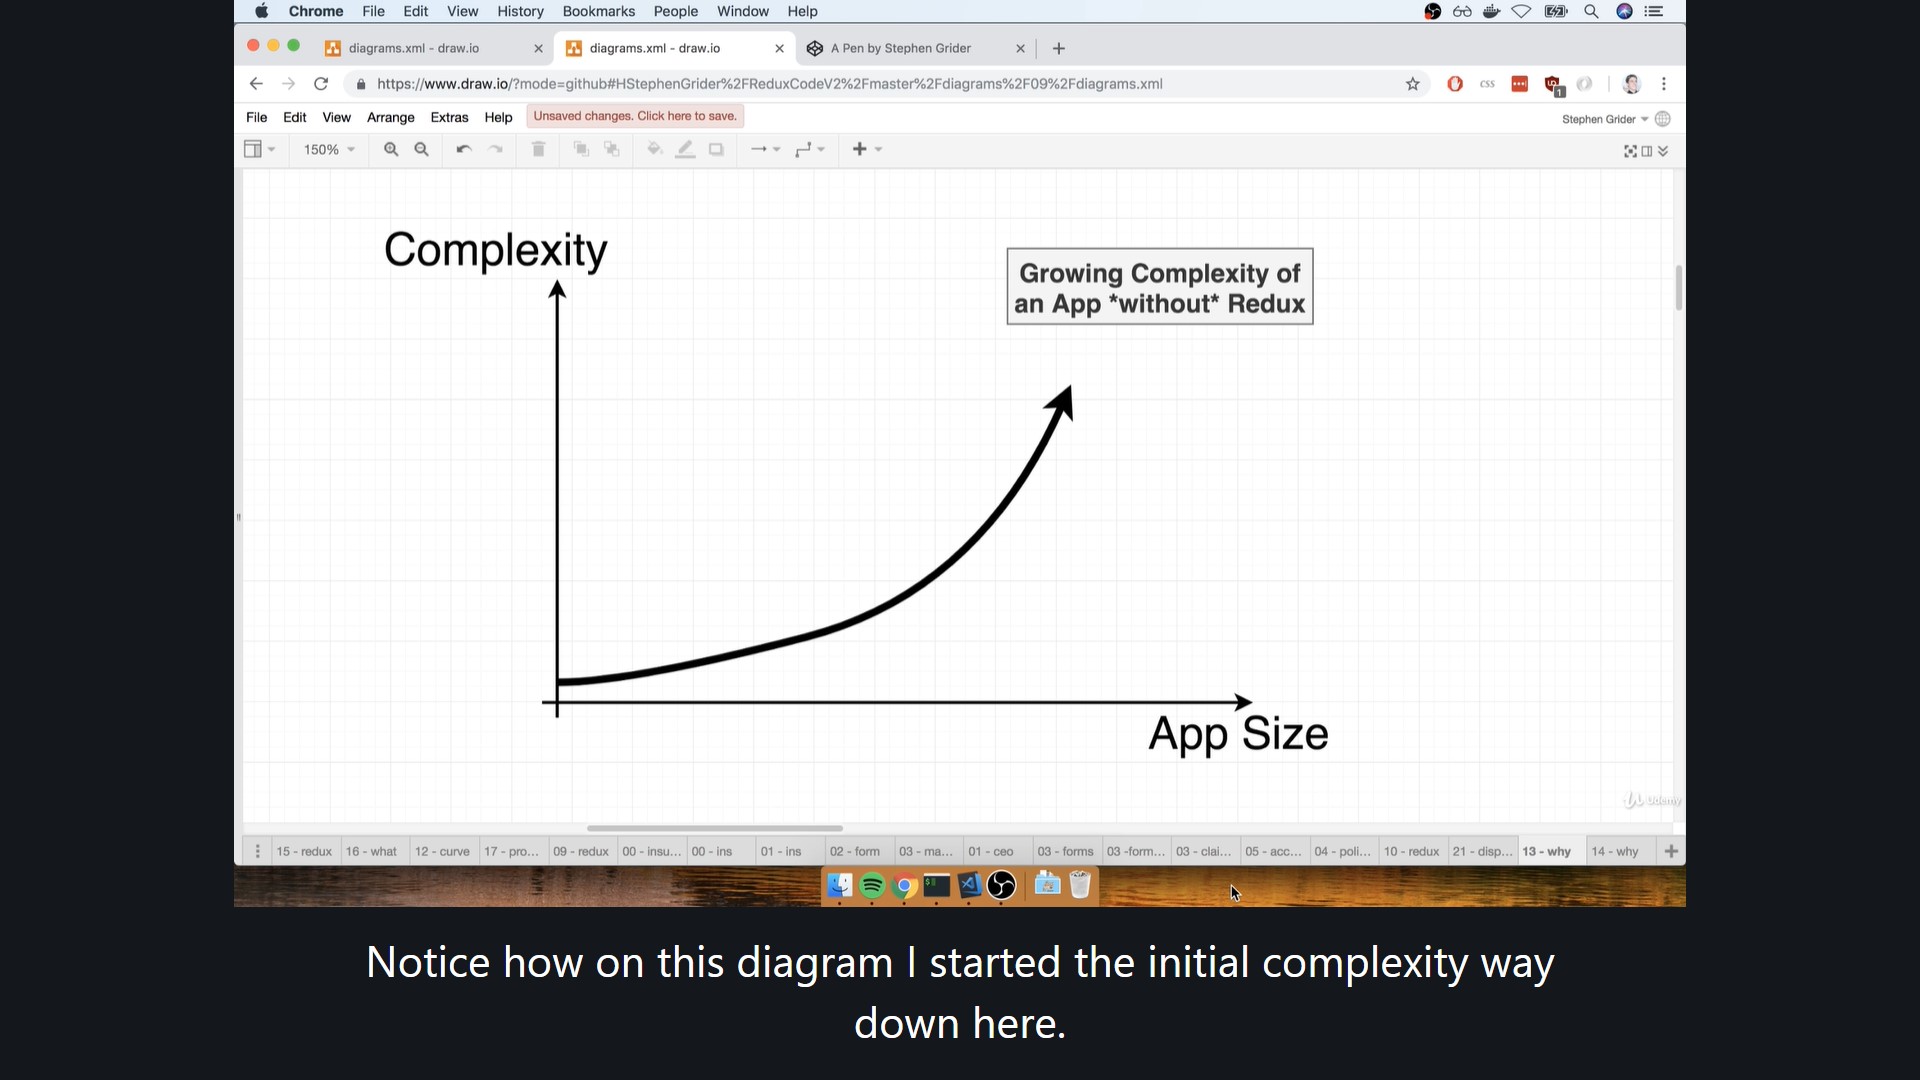 Chrome File Edit View History Bookmarks People Window Help
diagrams.xml - draw.io
diagrams.xml - draw.io
A Pen by Stephen Grider
https://www.draw.io/?mode=github#HStephenGrider%2FReduxCodeV2%2Fmaster%2Fdiagrams%2F09%2Fdiagrams.xml
css
1
File Edit View Arrange Extras Help
Unsaved changes. Click here to save.
Stephen Grider
150%
Complexity
Growing Complexity of
an App *without* Redux
App Size
Udemy
15 - redux 16 - what 12 - curve 17 - pro... 09 - redux 00 - insu... 00 - ins 01 - ins 02 - form 03 - ma... 01 - ceo 03 - forms 03 -form... 03 - clai... 05 - acc... 04 - poli... 10 - redux 21 - disp... 13 - why 14 - why
Notice how on this diagram I started the initial complexity way
down here.